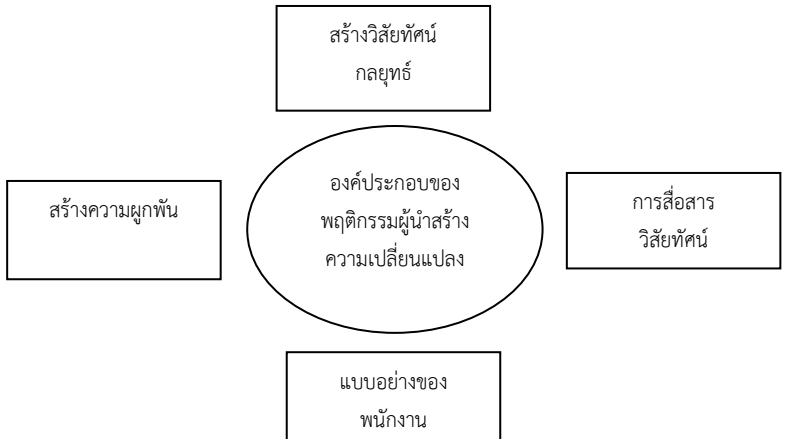 สร้างวิสัยทัศน์
กลยุทธ์
สร้างความผูกพัน
องค์ประกอบของ
พฤติกรรมผู้นำสร้าง
ความเปลี่ยนแปลง
การสื่อสาร
วิสัยทัศน์
แบบอย่างของ
พนักงาน